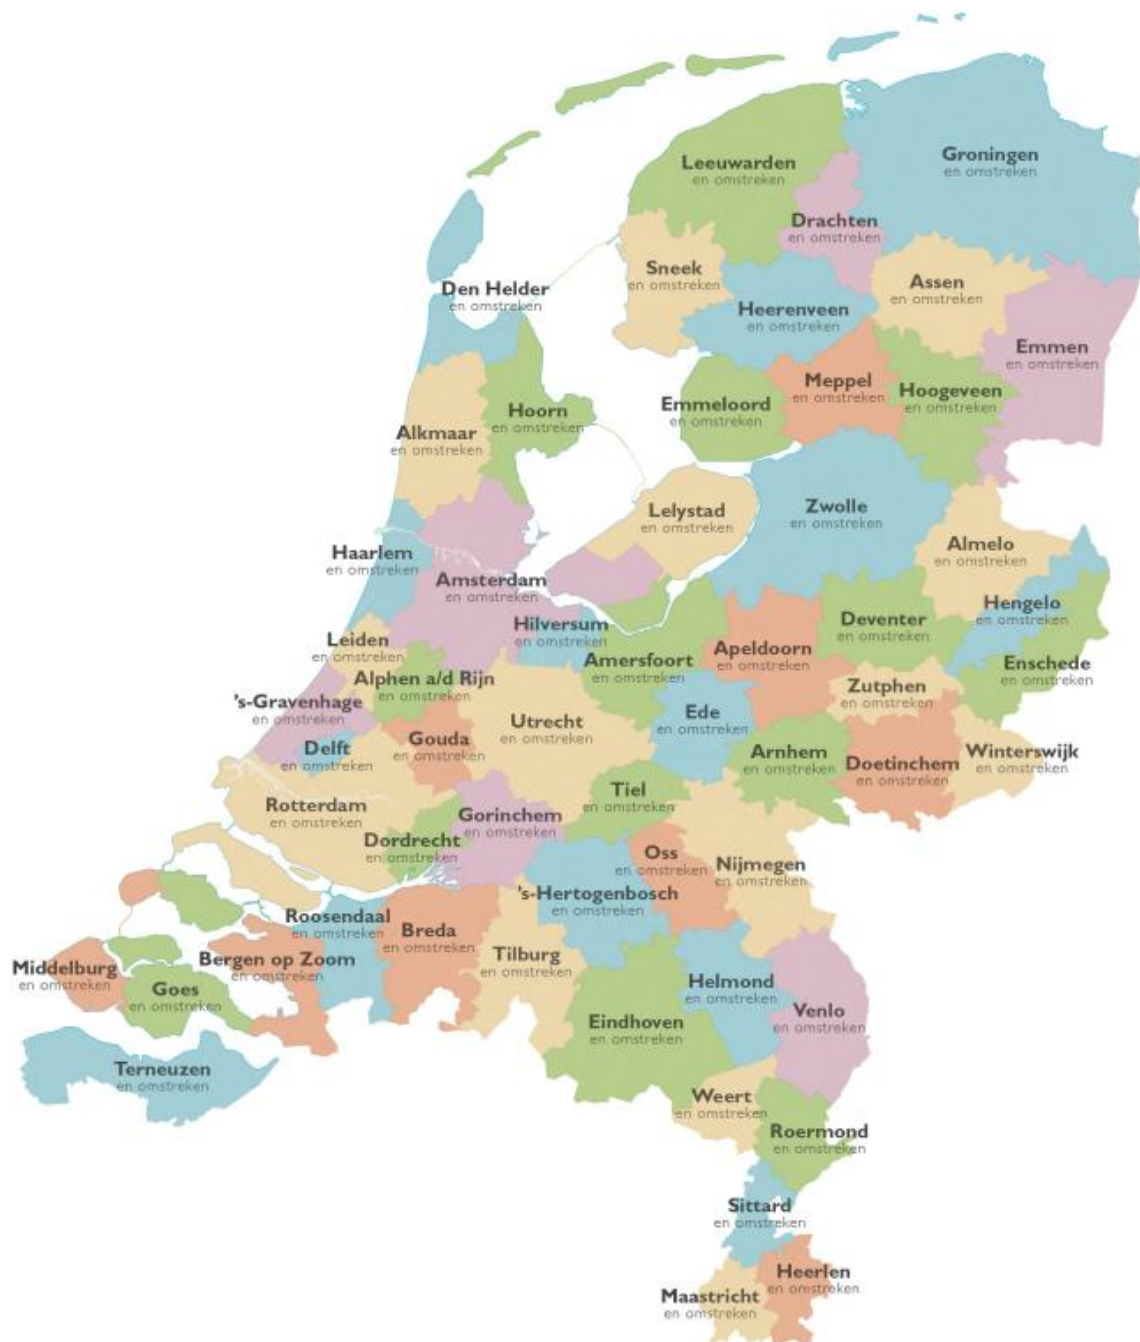 Groningen
en omstreken
Leeuwarden
en omstreken
Drachten
en omstreken
Sneek
en omstreken
Assen
en omstreken
Den Helder
en omstreken
Heerenveen
en omstreken
Emmen
en omstreken
Meppel
en omstreken
Hoogeveen
en omstreken
Emmeloord
en omstreken
Hoorn
en omstreken
Alkmaar
en omstreken
Lelystad
en omstreken
Zwolle
en omstreken
Almelo
en omstreken
Haarlem
en omstreken
Amsterdam
en omstreken
Hengelo
en omstreken
Deventer
en omstreken
Hilversum
en omstreken
Leiden
en omstreken
Apeldoorn
en omstreken
Amersfoort
en omstreken
Enschede
en omstreken
Alphen a/d Rijn
en omstreken
Zutphen
en omstreken
's-Gravenhage
en omstreken
Ede
en omstreken
Utrecht
en omstreken
Gouda
en omstreken
Delft
en omstreken
Arnhem
en omstreken
Winterswijk
en omstreken
Doetinchem
en omstreken
Tiel
en omstreken
Rotterdam
en omstreken
Gorinchem
en omstreken
Dordrecht
en omstreken
Oss
en omstreken
Nijmegen
en omstreken
's-Hertogenbosch
en omstreken
Roosendaal
en omstreken
Breda
en omstreken
Tilburg
en omstreken
Bergen op Zoom
en omstreken
Middelburg
en omstreken
Goes
en omstreken
Helmond
en omstreken
Venlo
en omstreken
Eindhoven
en omstreken
Terneuzen
en omstreken
Weert
en omstreken
Roermond
en omstreken
Sittard
en omstreken
Heerlen
en omstreken
Maastricht
en omstreken